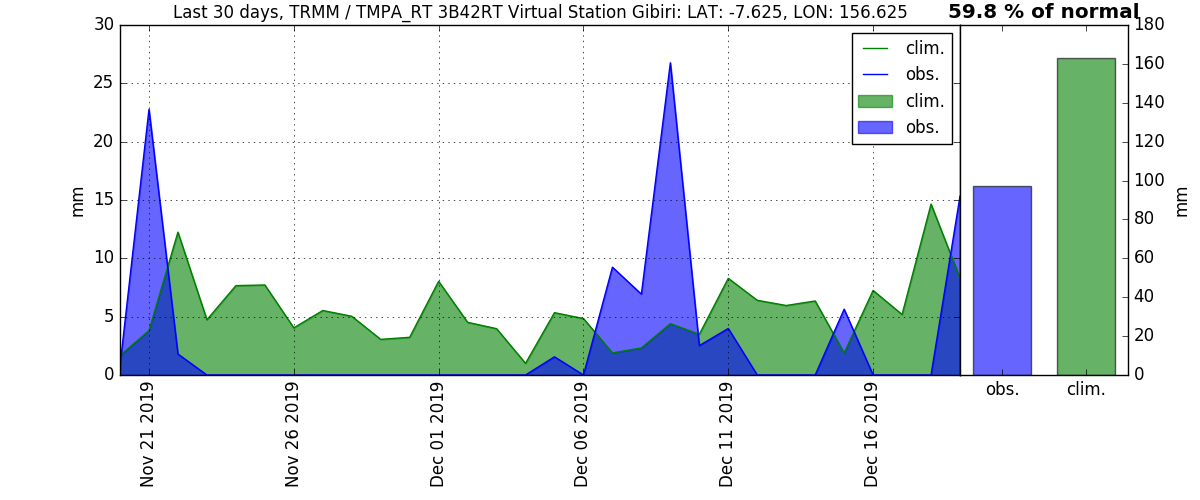 Last 30 days, TRMM / TMPA_RT 3B42RT Virtual Station Gibiri: LAT: -7.625, LON: 156.625
59.8 % of normal
30
25
20
15
10
5
0
mm
clim.
obs.
clim.
obs.
180
160
140
120
100
80
60
40
20
0
mm
Nov 21 2019
Nov 26 2019
Dec 01 2019
Dec 06 2019
Dec 11 2019
Dec 16 2019
obs.
clim.